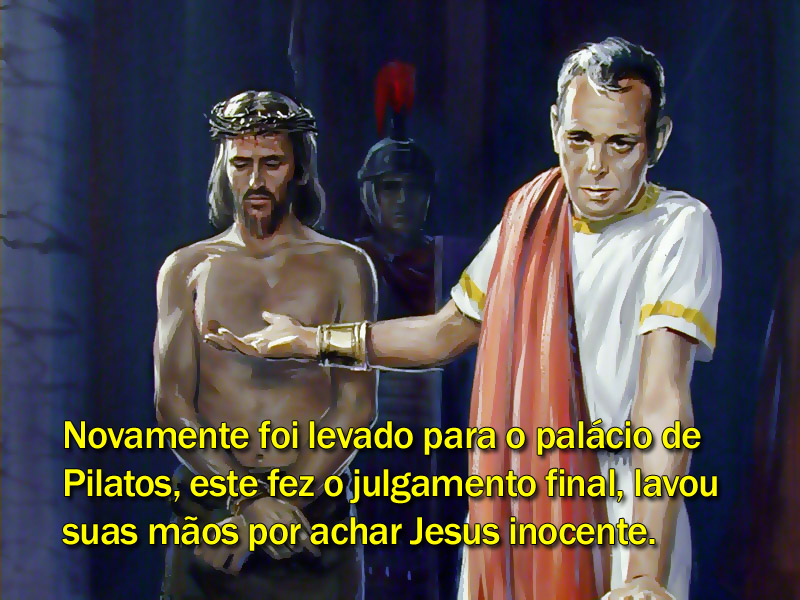 Novamente foi levado para o palácio de
Pilatos, este fez o julgamento final, lavou
suas mãos por achar Jesus inocente.